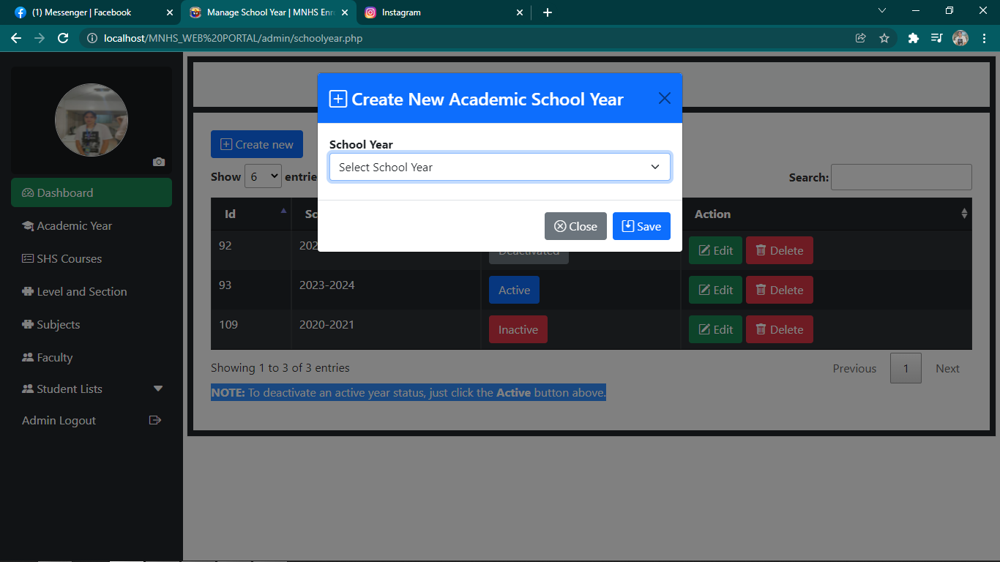 (1) Messenger | Facebook
Manage School Year | MNHS Enr
Instagram
localhost/MNHS_WEB%20PORTAL/admin/schoolyear.php
Create New Academic School Year
School Year
Select School Year
Close
Save
Create new
Show 6 entrie
Search:
Id
Sc
Action
92
202
Deactivated
Edit
Delete
93
2023-2024
Active
Edit
Delete
109
2020-2021
Inactive
Edit
Delete
Showing 1 to 3 of 3 entries
Previous
1
Next
NOTE: To deactivate an active year status, just click the Active button above.
Dashboard
Academic Year
SHS Courses
Level and Section
Subjects
Faculty
Student Lists
Admin Logout